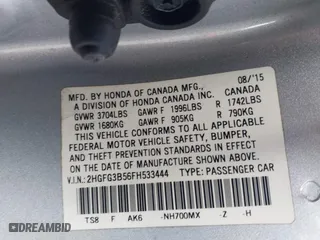 MFD. BY HONDA OF CANADA MFG., 08/'15
A DIVISION OF HONDA CANADA INC. CANADA
GVWR 3704LBS GAWR F 1996LBS R 1742LBS
GVWR 1680KG GAWR F 905KG R 790KG
THIS VEHICLE CONFORMS TO ALL APPLICABLE
FEDERAL MOTOR VEHICLE SAFETY, BUMPER,
AND THEFT PREVENTION STANDARDS IN EFFECT
ON THE DATE OF MANUFACTURE SHOWN ABOVE.
V.I.N.: 2HGFG3B56FH533444 TYPE: PASSENGER CAR
TS8 F AK6 -NH700MX -Z -H
DREAMBID